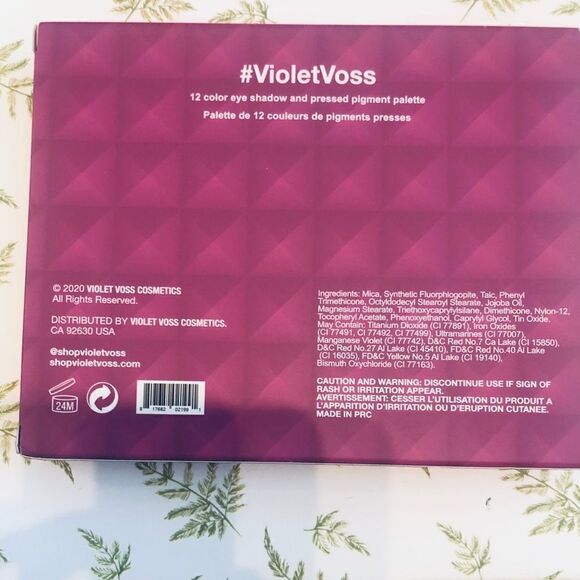 #VioletVoss
12 color eye shadow and pressed pigment palette
Palette de 12 couleurs de pigments presses
© 2020 VIOLET VOSS COSMETICS
All Rights Reserved.
DISTRIBUTED BY VIOLET VOSS COSMETICS.
CA 92630 USA
@shopvioletvoss
shopvioletvoss.com
24M
8 17682 02199 1
Ingredients: Mica, Synthetic Fluorphlogopite, Talc, Phenyl
Trimethicone, Octyldodecyl Stearoyl Stearate, Jojoba Oil,
Magnesium Stearate, Triethoxycaprylylsilane, Dimethicone, Nylon-12,
Tocopheryl Acetate, Phenoxyethanol, Caprylyl Glycol, Tin Oxide.
May Contain: Titanium Dioxide (CI 77891), Iron Oxides
(CI 77491, CI 77492, CI 77499), Ultramarines (CI 77007),
Manganese Violet (CI 77742), D&C Red No.7 Ca Lake (CI 15850),
D&C Red No.27 Al Lake (CI 45410), FD&C Red No.40 Al Lake
(CI 16035), FD&C Yellow No.5 Al Lake (CI 19140),
Bismuth Oxychloride (CI 77163).
CAUTION AND WARNING: DISCONTINUE USE IF SIGN OF
RASH OR IRRITATION APPEAR.
AVERTISSEMENT: CESSER L'UTILISATION DU PRODUIT A
L'APPARITION D'IRRITATION OU D'ERUPTION CUTANEE.
MADE IN PRC